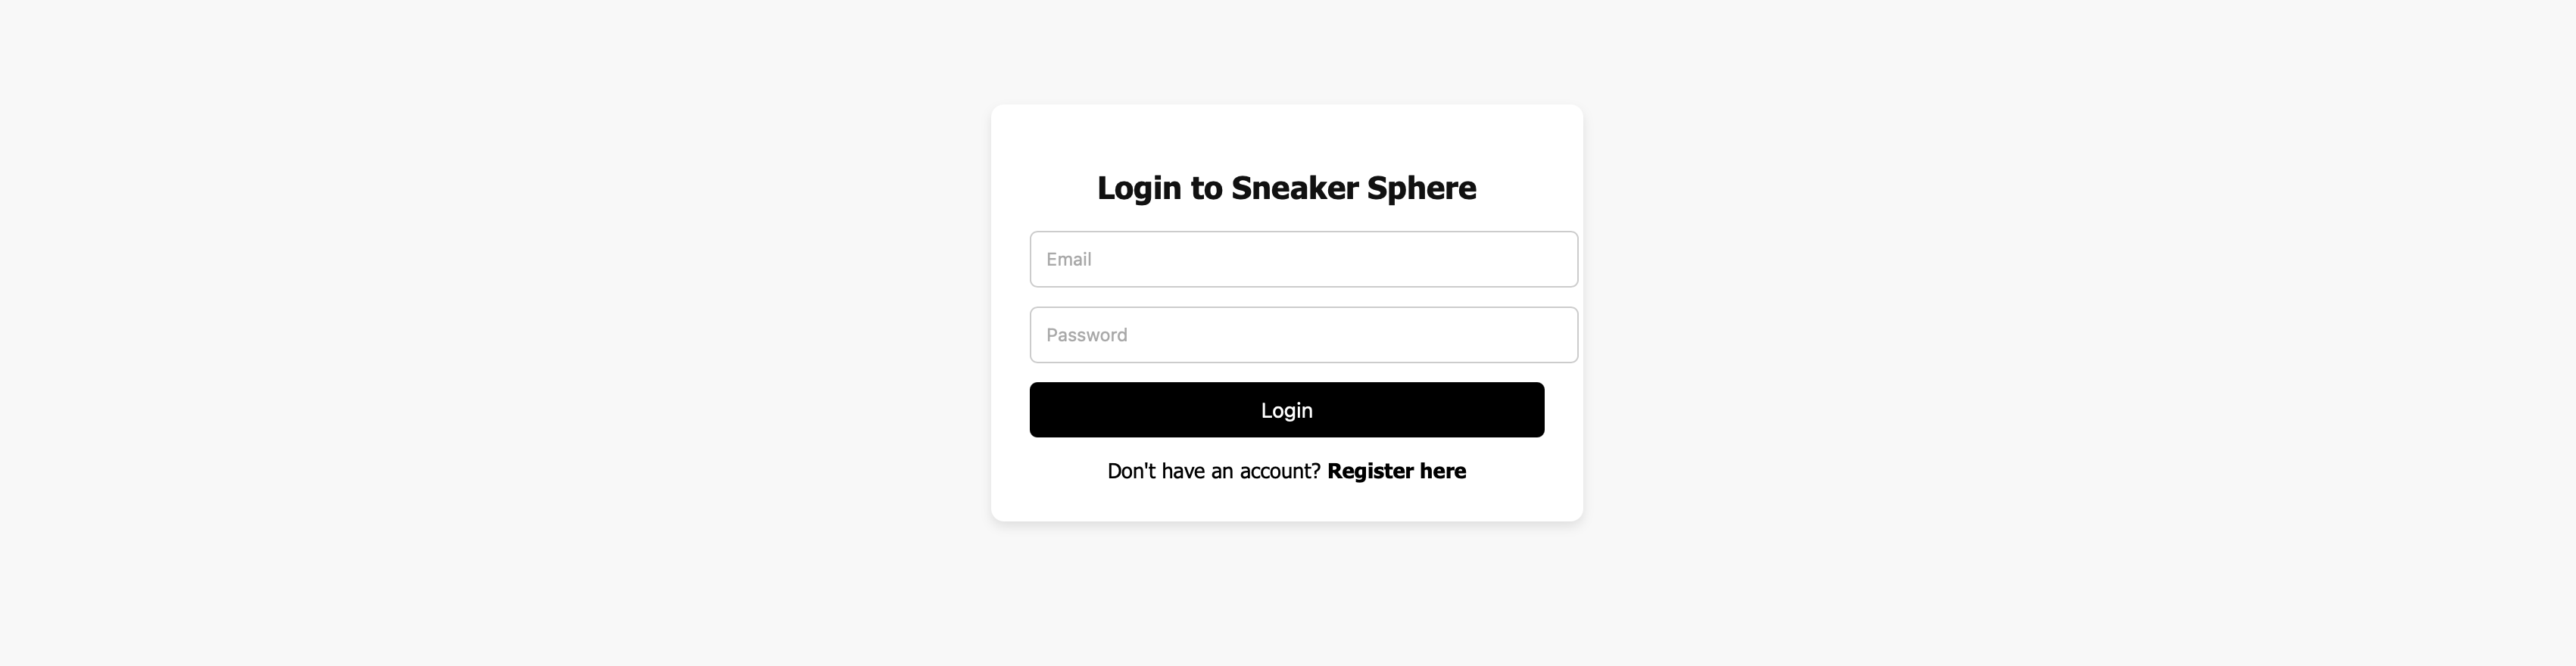 Login to Sneaker Sphere
Email
Password
Login
Don't have an account? Register here